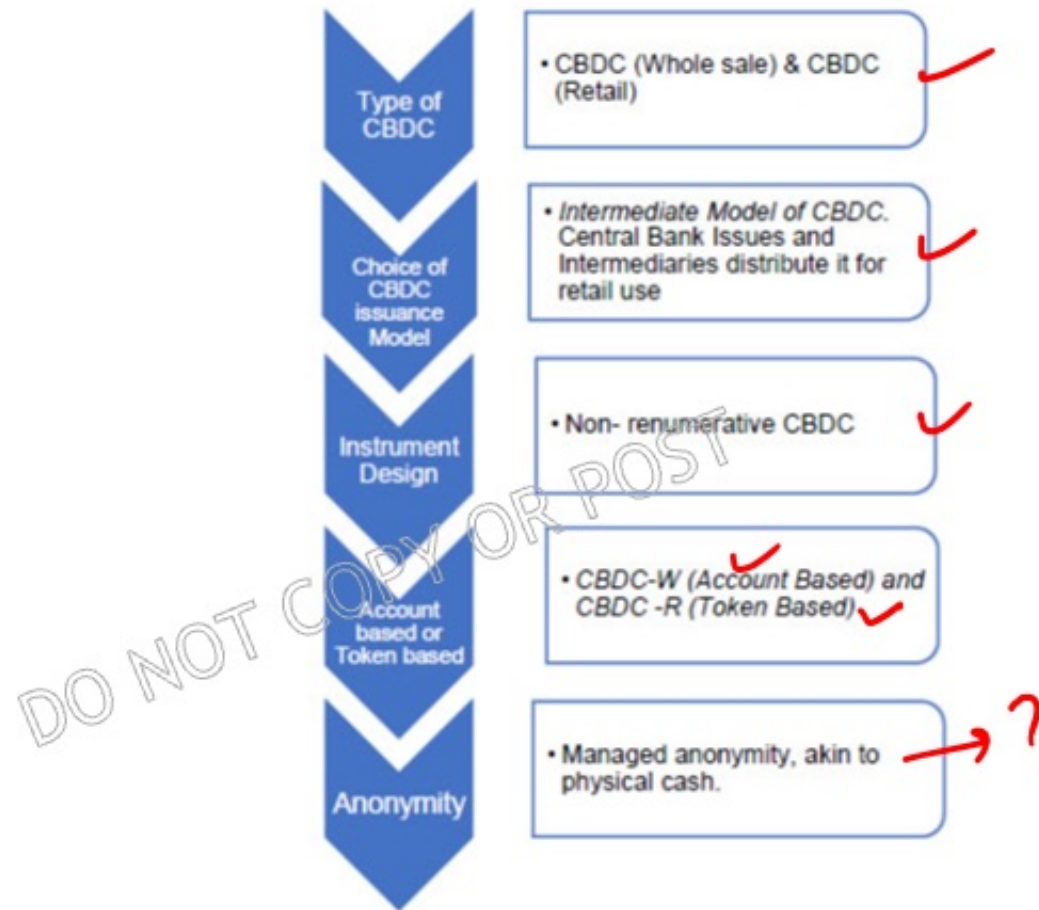 Type of
CBDC
• CBDC (Whole sale) & CBDC
(Retail)
Choice of
CBDC
issuance
Model
• Intermediate Model of CBDC.
Central Bank Issues and
Intermediaries distribute it for
retail use
Instrument
Design
• Non- renumerative CBDC
Account
based or
Token based
• CBDC-W (Account Based) and
CBDC -R (Token Based)
Anonymity
• Managed anonymity, akin to
physical cash.
?
DO NOT COPY OR POST